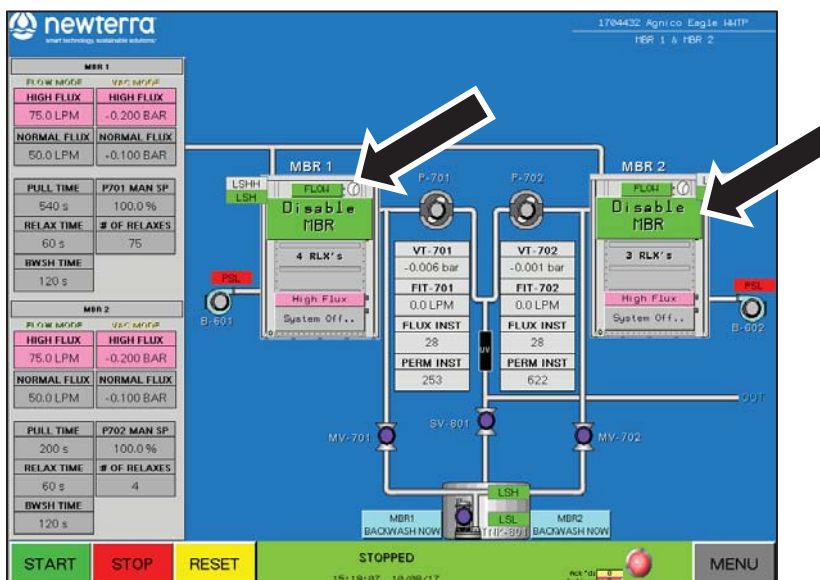 newterra
smart technology. sustainable solutions.
1704432 Agnico Eagle WWTP
MBR 1 & MBR 2
MBR 1
FLOW MODE VAC MODE
HIGH FLUX HIGH FLUX
75.0 LPM -0.200 BAR
NORMAL FLUX NORMAL FLUX
50.0 LPM -0.100 BAR
PULL TIME P701 MAN SP
540 s 100.0 %
RELAX TIME # OF RELAXES
60 s 75
BWSH TIME
120 s
MBR 2
FLOW MODE VAC MODE
HIGH FLUX HIGH FLUX
75.0 LPM -0.200 BAR
NORMAL FLUX NORMAL FLUX
50.0 LPM -0.100 BAR
PULL TIME P702 MAN SP
200 s 100.0 %
RELAX TIME # OF RELAXES
60 s 4
BWSH TIME
120 s
MBR 1
LSHH
LSH
FLOW
Disable
MBR
4 RLX's
High Flux
System Off..
PSL
B-601
P-701
P-702
VT-701
-0.006 bar
FIT-701
0.0 LPM
FLUX INST
28
PERM INST
253
VT-702
-0.001 bar
FIT-702
0.0 LPM
FLUX INST
28
PERM INST
622
UV
MBR 2
FLOW
Disable
MBR
3 RLX's
High Flux
System Off..
PSL
B-602
OUT
MV-701
SV-801
MV-702
LSH
LSL
TNK-801
MBR1
BACKWASH NOW
MBR2
BACKWASH NOW
START STOP RESET STOPPED MENU
15:19:07 10/08/17